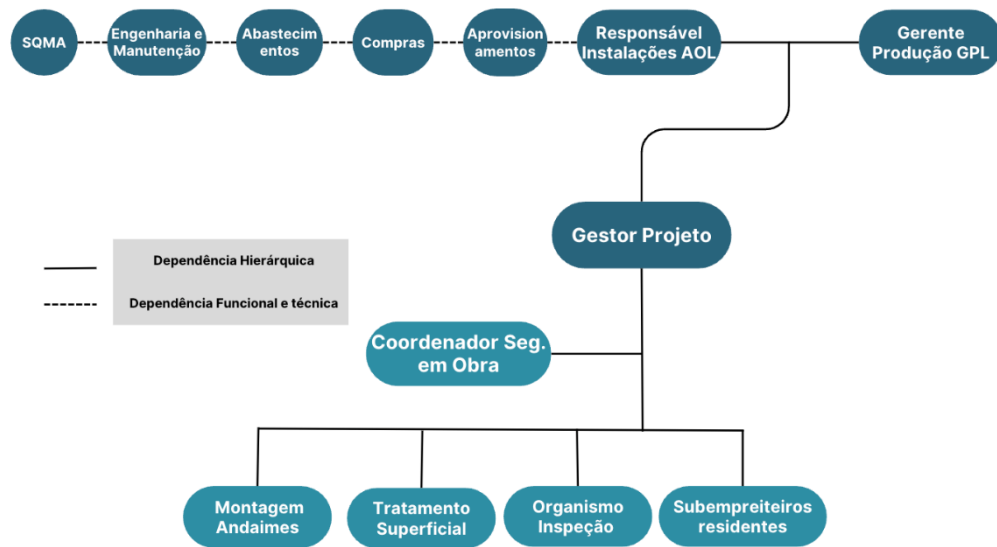 SQMA
Engenharia e
Manutenção
Abastecim
entos
Compras
Aprovision
amentos
Responsável
Instalações AOL
Gerente
Produção GPL
Gestor Projeto
Dependência Hierárquica
Dependência Funcional e técnica
Coordenador Seg.
em Obra
Montagem
Andaimes
Tratamento
Superficial
Organismo
Inspeção
Subempreiteiros
residentes